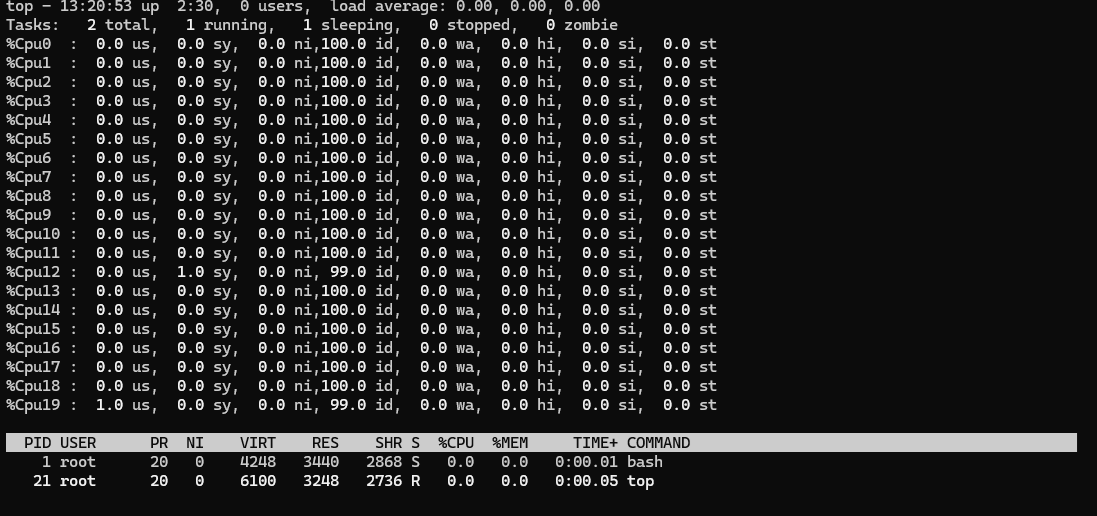 top - 13:20:53 up  2:30,  0 users,  load average: 0.00, 0.00, 0.00
Tasks:   2 total,   1 running,   1 sleeping,   0 stopped,   0 zombie
%Cpu0  :  0.0 us,  0.0 sy,  0.0 ni,100.0 id,  0.0 wa,  0.0 hi,  0.0 si,  0.0 st
%Cpu1  :  0.0 us,  0.0 sy,  0.0 ni,100.0 id,  0.0 wa,  0.0 hi,  0.0 si,  0.0 st
%Cpu2  :  0.0 us,  0.0 sy,  0.0 ni,100.0 id,  0.0 wa,  0.0 hi,  0.0 si,  0.0 st
%Cpu3  :  0.0 us,  0.0 sy,  0.0 ni,100.0 id,  0.0 wa,  0.0 hi,  0.0 si,  0.0 st
%Cpu4  :  0.0 us,  0.0 sy,  0.0 ni,100.0 id,  0.0 wa,  0.0 hi,  0.0 si,  0.0 st
%Cpu5  :  0.0 us,  0.0 sy,  0.0 ni,100.0 id,  0.0 wa,  0.0 hi,  0.0 si,  0.0 st
%Cpu6  :  0.0 us,  0.0 sy,  0.0 ni,100.0 id,  0.0 wa,  0.0 hi,  0.0 si,  0.0 st
%Cpu7  :  0.0 us,  0.0 sy,  0.0 ni,100.0 id,  0.0 wa,  0.0 hi,  0.0 si,  0.0 st
%Cpu8  :  0.0 us,  0.0 sy,  0.0 ni,100.0 id,  0.0 wa,  0.0 hi,  0.0 si,  0.0 st
%Cpu9  :  0.0 us,  0.0 sy,  0.0 ni,100.0 id,  0.0 wa,  0.0 hi,  0.0 si,  0.0 st
%Cpu10 :  0.0 us,  0.0 sy,  0.0 ni,100.0 id,  0.0 wa,  0.0 hi,  0.0 si,  0.0 st
%Cpu11 :  0.0 us,  0.0 sy,  0.0 ni,100.0 id,  0.0 wa,  0.0 hi,  0.0 si,  0.0 st
%Cpu12 :  0.0 us,  1.0 sy,  0.0 ni, 99.0 id,  0.0 wa,  0.0 hi,  0.0 si,  0.0 st
%Cpu13 :  0.0 us,  0.0 sy,  0.0 ni,100.0 id,  0.0 wa,  0.0 hi,  0.0 si,  0.0 st
%Cpu14 :  0.0 us,  0.0 sy,  0.0 ni,100.0 id,  0.0 wa,  0.0 hi,  0.0 si,  0.0 st
%Cpu15 :  0.0 us,  0.0 sy,  0.0 ni,100.0 id,  0.0 wa,  0.0 hi,  0.0 si,  0.0 st
%Cpu16 :  0.0 us,  0.0 sy,  0.0 ni,100.0 id,  0.0 wa,  0.0 hi,  0.0 si,  0.0 st
%Cpu17 :  0.0 us,  0.0 sy,  0.0 ni,100.0 id,  0.0 wa,  0.0 hi,  0.0 si,  0.0 st
%Cpu18 :  0.0 us,  0.0 sy,  0.0 ni,100.0 id,  0.0 wa,  0.0 hi,  0.0 si,  0.0 st
%Cpu19 :  1.0 us,  0.0 sy,  0.0 ni, 99.0 id,  0.0 wa,  0.0 hi,  0.0 si,  0.0 st
  PID USER      PR  NI    VIRT    RES    SHR S  %CPU  %MEM     TIME+ COMMAND
    1 root      20   0    4248   3440   2868 S   0.0   0.0   0:00.01 bash
   21 root      20   0    6100   3248   2736 R   0.0   0.0   0:00.05 top